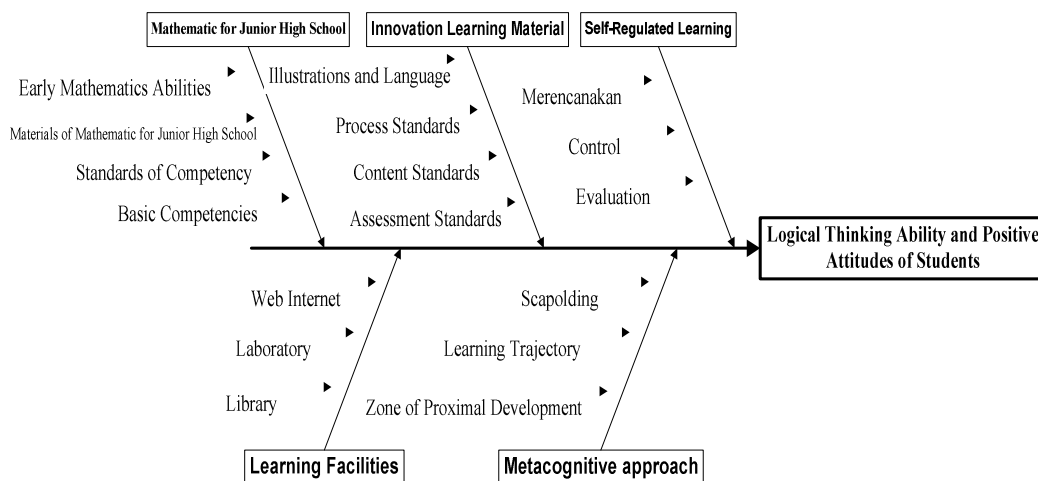 Mathematic for Junior High School
Innovation Learning Material
Self-Regulated Learning
Early Mathematics Abilities
Materials of Mathematic for Junior High School
Standards of Competency
Basic Competencies
Illustrations and Language
Process Standards
Content Standards
Assessment Standards
Merencanakan
Control
Evaluation
Logical Thinking Ability and Positive
Attitudes of Students
Web Internet
Laboratory
Library
Scapolding
Learning Trajectory
Zone of Proximal Development
Learning Facilities
Metacognitive approach